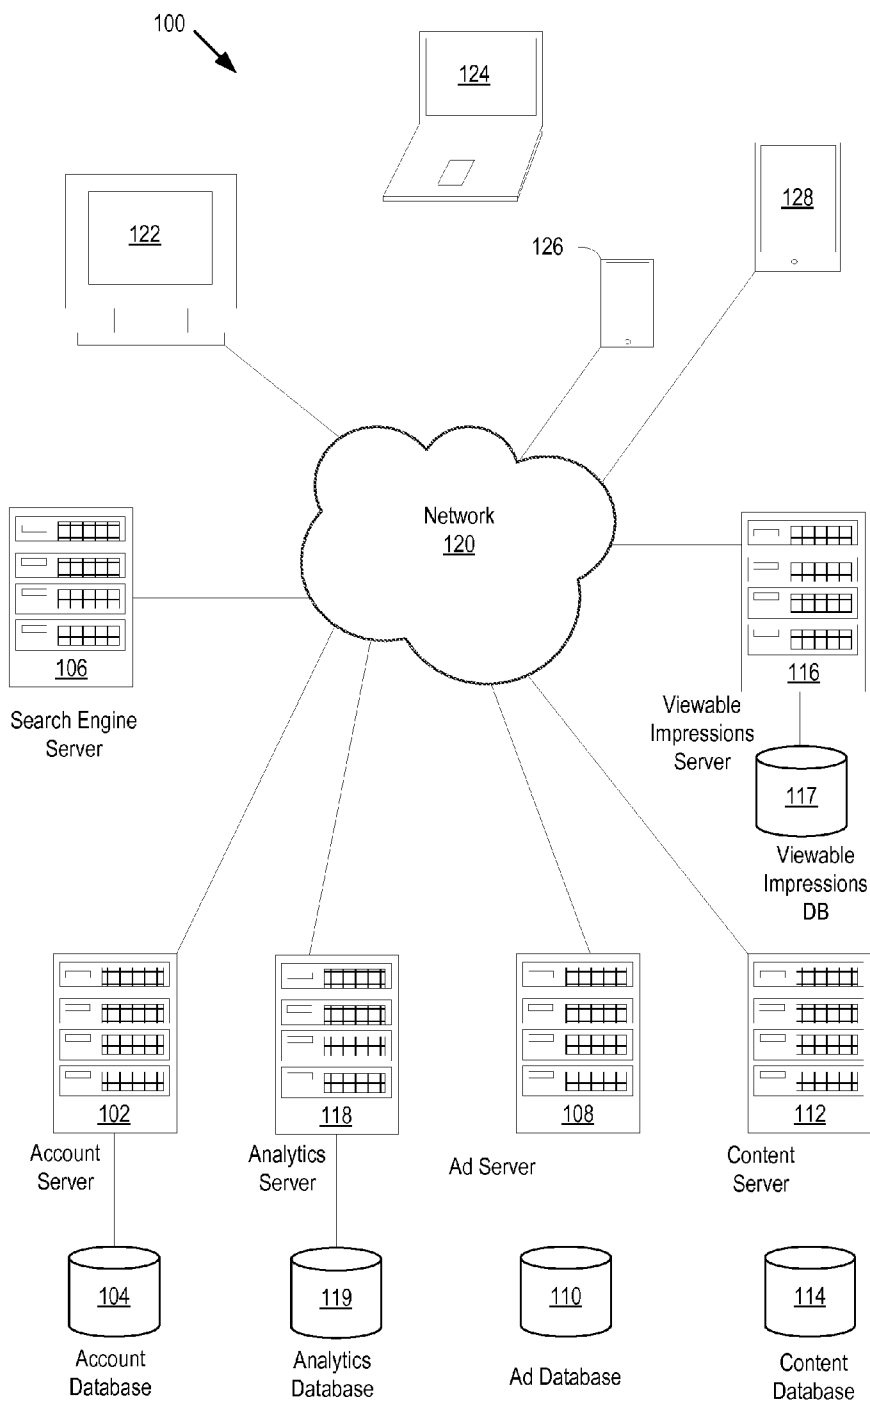 100
124
128
122
126
Network
120
106
Search Engine
Server
116
Viewable
Impressions
Server
117
Viewable
Impressions
DB
102
Account
Server
118
Analytics
Server
108
Ad Server
112
Content
Server
104
Account
Database
119
Analytics
Database
110
Ad Database
114
Content
Database